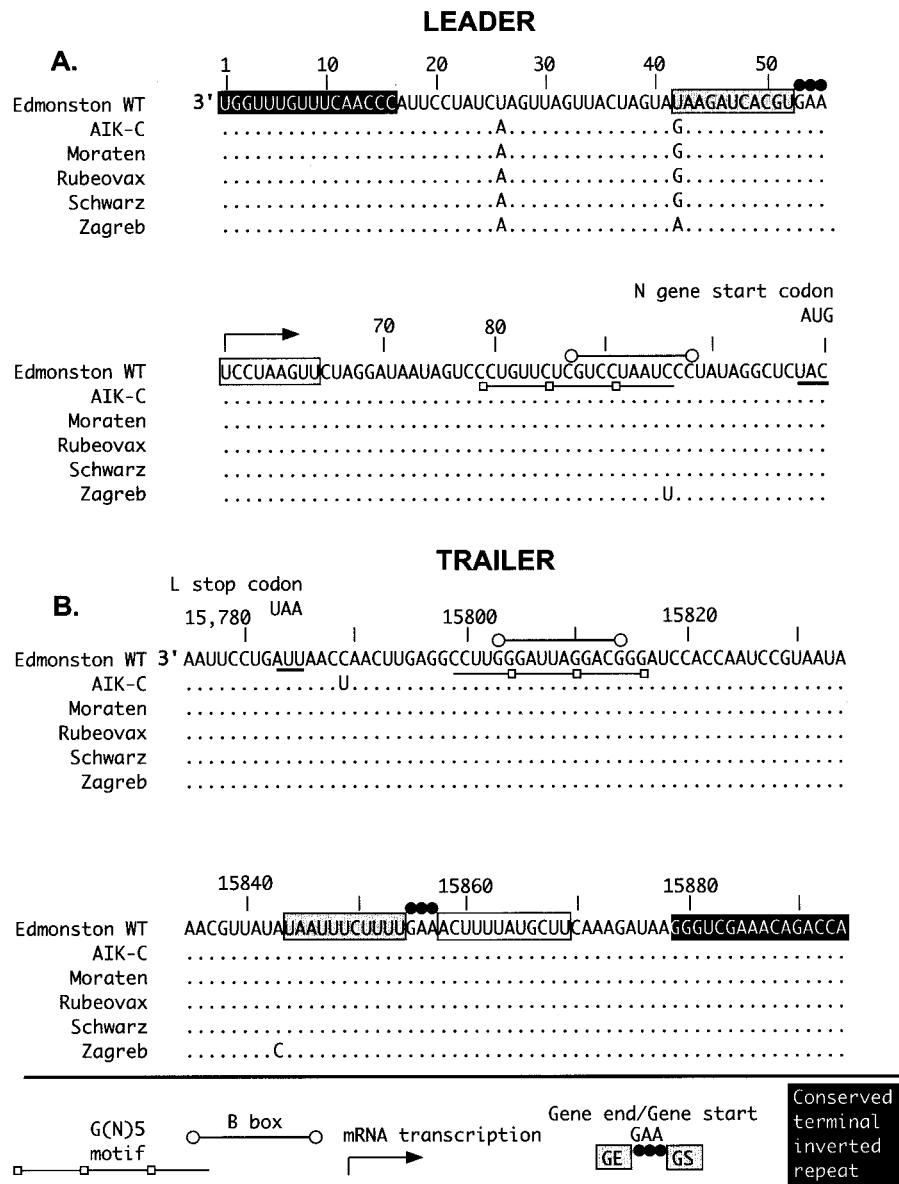 LEADER
A.
1 10 20 30 40 50
Edmonston WT 3' UGGUUUGUUUCAACCCAUUCCUAUCUAGUUAGUUACUAGUAUAAGAUCACGUGAA
AIK-C .........................A...............G.............
Moraten .........................A...............G.............
Rubeovax .........................A...............G.............
Schwarz .........................A...............G.............
Zagreb .........................A...............A..............
N gene start codon
70 80 AUG
Edmonston WT UCCUAAGUUCUAGGAUAAUAGUCCCUGUUCUCGUCCUAAUCCCUAUAGGCUCUAC
AIK-C .......................................................
Moraten .......................................................
Rubeovax .......................................................
Schwarz .......................................................
Zagreb ........................................U..............
TRAILER
B.
L stop codon
15,780 UAA 15800 15820
Edmonston WT 3' AAUUCCUGAUUAACCAACUUGAGGCCUUGGGAUUAGGACGGGAUCCACCAAUCCGUAAUA
AIK-C ..............U.............................................
Moraten ............................................................
Rubeovax ............................................................
Schwarz ............................................................
Zagreb ............................................................
15840 15860 15880
Edmonston WT AACGUUAUAUAAUUUCUUUUGAAACUUUUAUGCUUCAAAGAUAAGGGUCGAAACAGACCA
AIK-C ............................................................
Moraten ............................................................
Rubeovax ............................................................
Schwarz ............................................................
Zagreb ........C...................................................
G(N)5
motif
B box
mRNA transcription
Gene end/Gene start
GAA
GE GS
Conserved
terminal
inverted
repeat